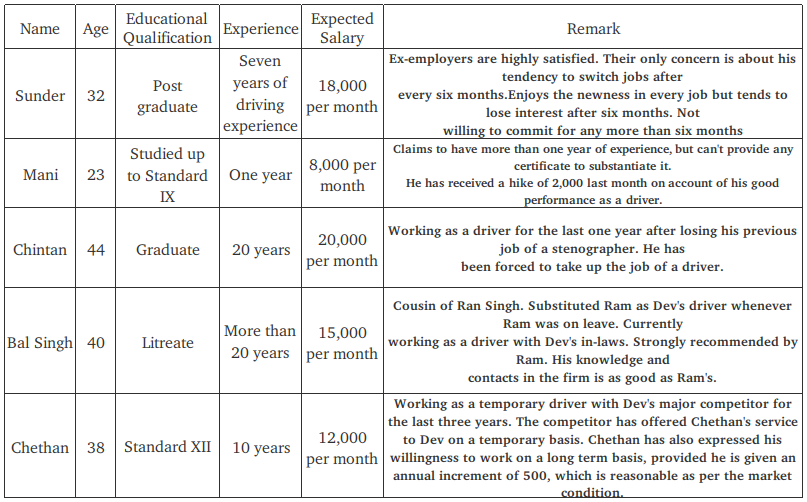 Name Age Educational Qualification Experience Expected Salary Remark
Sunder 32 Post graduate Seven years of driving experience 18,000 per month
Ex-employers are highly satisfied. Their only concern is about his
tendency to switch jobs after
every six months.Enjoys the newness in every job but tends to
lose interest after six months. Not
willing to commit for any more than six months
Mani 23 Studied up to Standard IX One year 8,000 per month
Claims to have more than one year of experience, but can't provide any
certificate to substantiate it.
He has received a hike of 2,000 last month on account of his good
performance as a driver.
Chintan 44 Graduate 20 years 20,000 per month
Working as a driver for the last one year after losing his previous
job of a stenographer. He has
been forced to take up the job of a driver.
Bal Singh 40 Litreate More than 20 years 15,000 per month
Cousin of Ran Singh. Substituted Ram as Dev's driver whenever
Ram was on leave. Currently
working as a driver with Dev's in-laws. Strongly recommended by
Ram. His knowledge and
contacts in the firm is as good as Ram's.
Chethan 38 Standard XII 10 years 12,000 per month
Working as a temporary driver with Dev's major competitor for
the last three years. The competitor has offered Chethan's service
to Dev on a temporary basis. Chethan has also expressed his
willingness to work on a long term basis, provided he is given an
annual increment of 500, which is reasonable as per the market
condition.